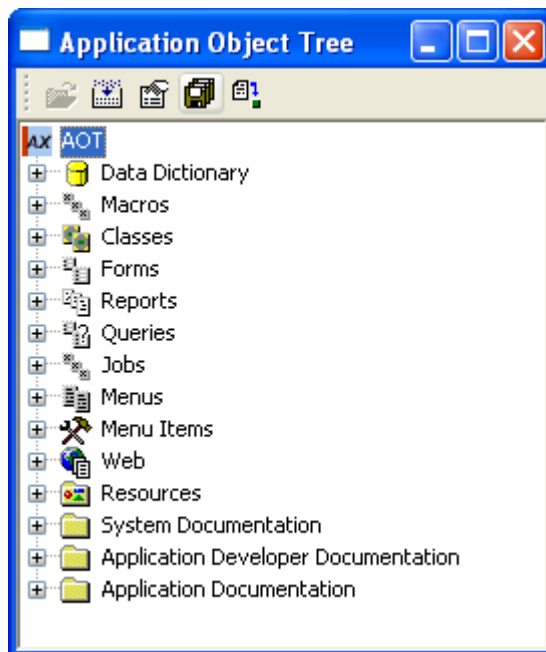 Application Object Tree
AX AOT
Data Dictionary
Macros
Classes
Forms
Reports
Queries
Jobs
Menus
Menu Items
Web
Resources
System Documentation
Application Developer Documentation
Application Documentation